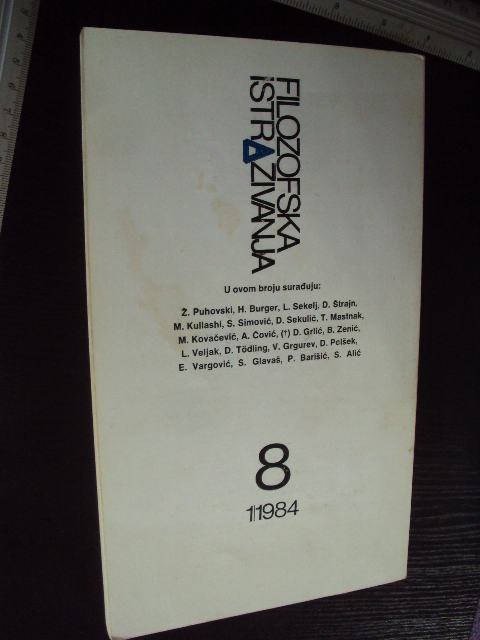 FILOZOFSKA
ISTRAŽIVANJA
U ovom broju surađuju:
Ž. Puhovski, H. Burger, L. Sekelj, D. Štrajn,
M. Kullashi, S. Simović, D. Sekulić, T. Mastnak,
M. Kovačević, A. Čović, (†) D. Grlić, B. Zenić,
L. Veljak, D. Tödling, V. Grgurev, D. Polšek,
E. Vargović, S. Glavaš, P. Barišić, S. Alić
8
1|1984